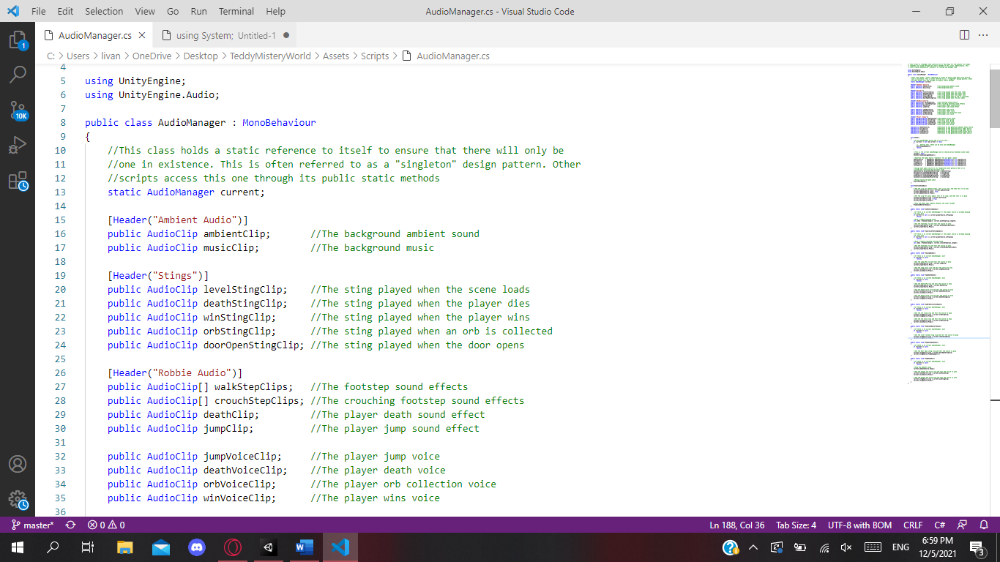 File Edit Selection View Go Run Terminal Help AudioManager.cs - Visual Studio Code
AudioManager.cs using System; Untitled-1
C: > Users > livan > OneDrive > Desktop > TeddyMisteryWorld > Assets > Scripts > AudioManager.cs
4
5 using UnityEngine;
6 using UnityEngine.Audio;
7
8 public class AudioManager : MonoBehaviour
9 {
10 //This class holds a static reference to itself to ensure that there will only be
11 //one in existence. This is often referred to as a "singleton" design pattern. Other
12 //scripts access this one through its public static methods
13 static AudioManager current;
14
15 [Header("Ambient Audio")]
16 public AudioClip ambientClip; //The background ambient sound
17 public AudioClip musicClip; //The background music
18
19 [Header("Stings")]
20 public AudioClip levelStingClip; //The sting played when the scene loads
21 public AudioClip deathStingClip; //The sting played when the player dies
22 public AudioClip winStingClip; //The sting played when the player wins
23 public AudioClip orbStingClip; //The sting played when an orb is collected
24 public AudioClip doorOpenStingClip; //The sting played when the door opens
25
26 [Header("Robbie Audio")]
27 public AudioClip[] walkStepClips; //The footstep sound effects
28 public AudioClip[] crouchStepClips; //The crouching footstep sound effects
29 public AudioClip deathClip; //The player death sound effect
30 public AudioClip jumpClip; //The player jump sound effect
31
32 public AudioClip jumpVoiceClip; //The player jump voice
33 public AudioClip deathVoiceClip; //The player death voice
34 public AudioClip orbVoiceClip; //The player orb collection voice
35 public AudioClip winVoiceClip; //The player wins voice
36
1
10K
master* 0 0 Ln 188, Col 36 Tab Size: 4 UTF-8 with BOM CRLF C#
ENG 6:59 PM
12/5/2021 3